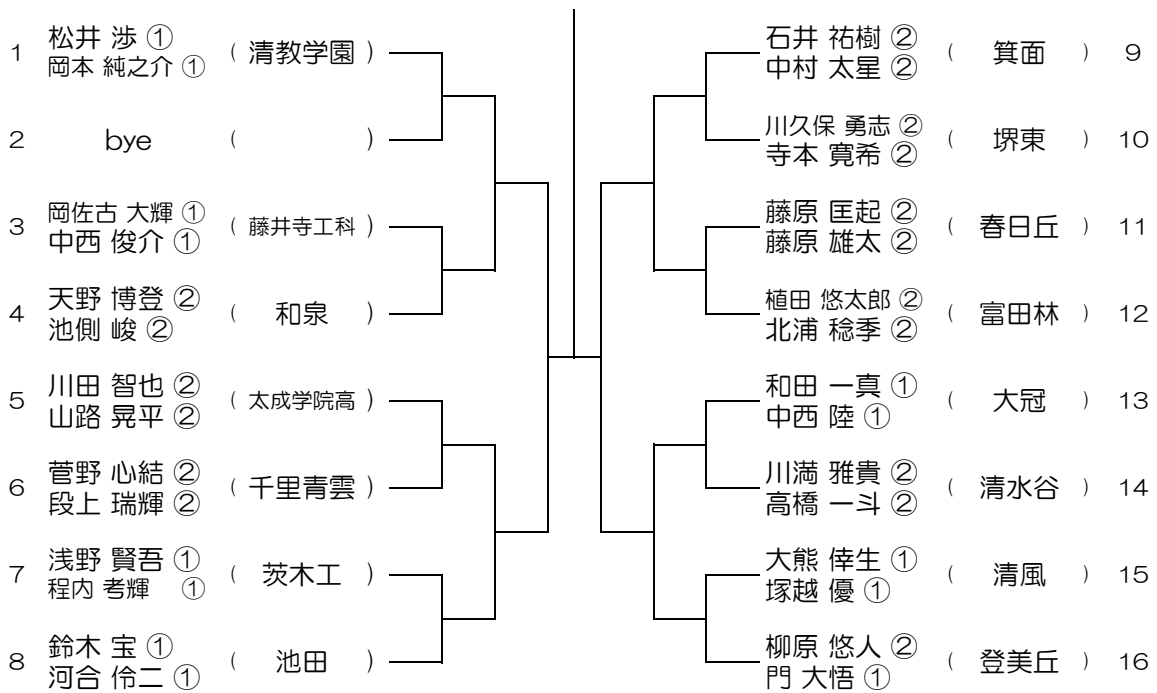 1 松井 渉 ① ( 清教学園 )
岡本 純之介 ①
2 bye ( )
3 岡佐古 大輝 ① ( 藤井寺工科 )
中西 俊介 ①
4 天野 博登 ② ( 和泉 )
池側 峻 ②
5 川田 智也 ② ( 太成学院高 )
山路 晃平 ②
6 菅野 心結 ② ( 千里青雲 )
段上 瑞輝 ②
7 浅野 賢吾 ① ( 茨木工 )
程内 考輝 ①
8 鈴木 宝 ① ( 池田 )
河合 伶二 ①
石井 祐樹 ② ( 箕面 ) 9
中村 太星 ②
川久保 勇志 ② ( 堺東 ) 10
寺本 寛希 ②
藤原 匡起 ② ( 春日丘 ) 11
藤原 雄太 ②
植田 悠太郎 ② ( 富田林 ) 12
北浦 稔季 ②
和田 一真 ① ( 大冠 ) 13
中西 陸 ①
川満 雅貴 ② ( 清水谷 ) 14
高橋 一斗 ②
大熊 倖生 ① ( 清風 ) 15
塚越 優 ①
柳原 悠人 ② ( 登美丘 ) 16
門 大悟 ①